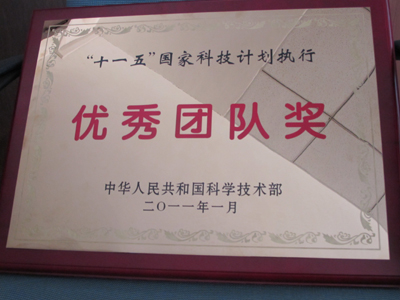 “十一五”国家科技计划执行
优秀团队奖
中华人民共和国科学技术部
二〇一一年一月